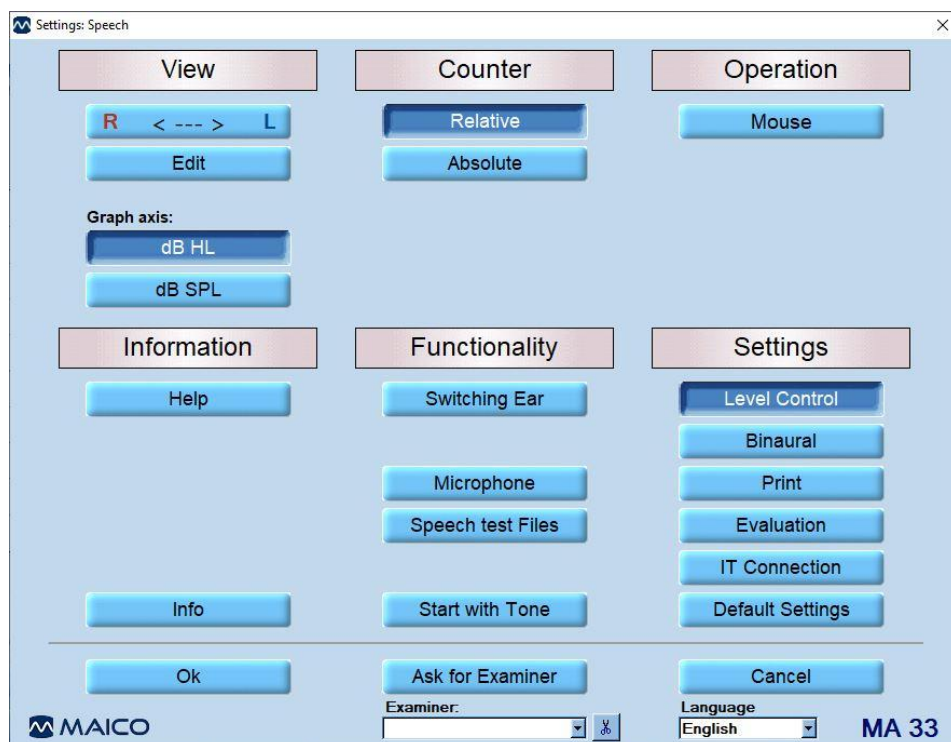 Settings: Speech
View
Counter
Operation
R < --- > L
Relative
Mouse
Edit
Absolute
Graph axis:
dB HL
dB SPL
Information
Functionality
Settings
Help
Switching Ear
Level Control
Binaural
Microphone
Print
Speech test Files
Evaluation
IT Connection
Info
Start with Tone
Default Settings
Ok
Ask for Examiner
Cancel
Examiner:
Language
English
MAICO
MA 33